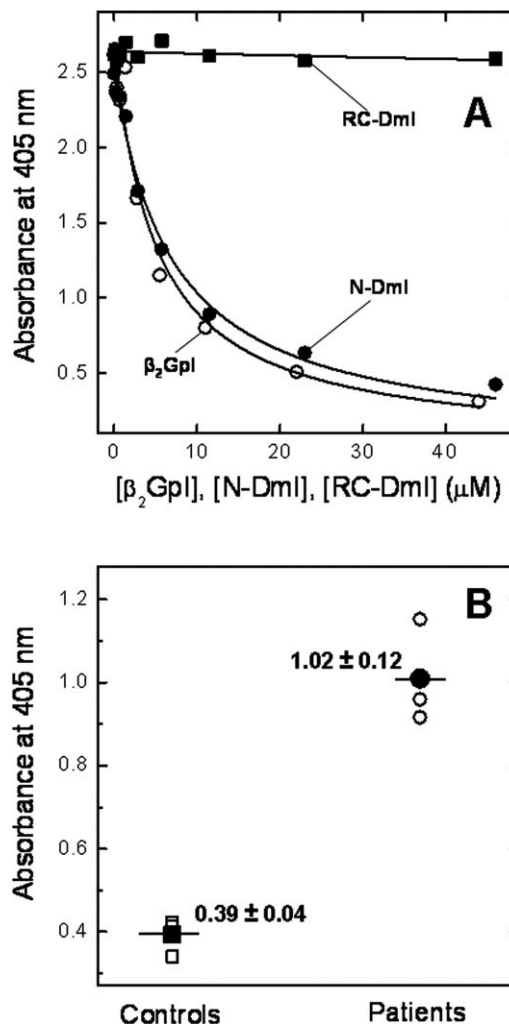 2.5
2.0
1.5
1.0
0.5
Absorbance at 405 nm
A
RC-DmI
N-DmI
β₂GpI
0 10 20 30 40
[β₂GpI], [N-DmI], [RC-DmI] (μM)
B
1.2
1.0
0.8
0.6
0.4
Absorbance at 405 nm
1.02 ± 0.12
0.39 ± 0.04
Controls Patients